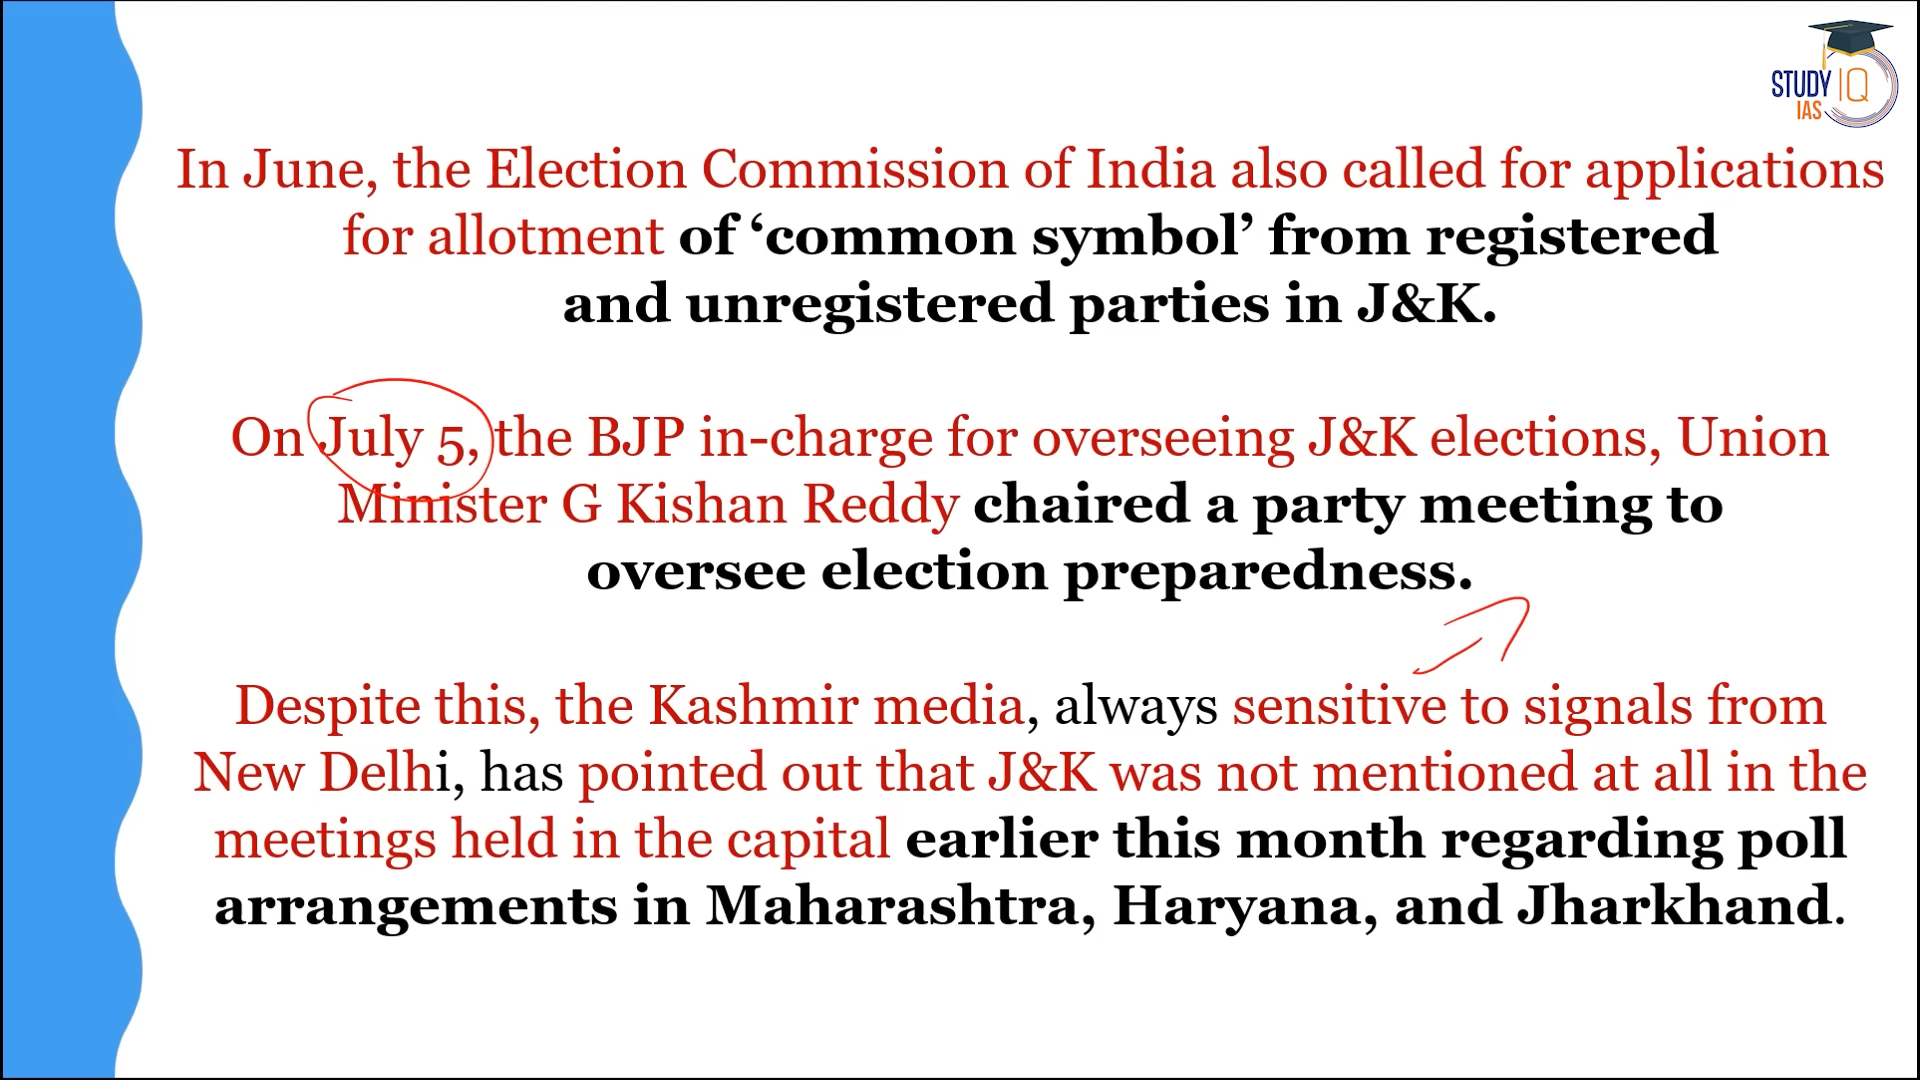 STUDY IQ
IAS
In June, the Election Commission of India also called for applications
for allotment of ‘common symbol’ from registered
and unregistered parties in J&K.
On July 5, the BJP in-charge for overseeing J&K elections, Union
Minister G Kishan Reddy chaired a party meeting to
oversee election preparedness.
Despite this, the Kashmir media, always sensitive to signals from
New Delhi, has pointed out that J&K was not mentioned at all in the
meetings held in the capital earlier this month regarding poll
arrangements in Maharashtra, Haryana, and Jharkhand.